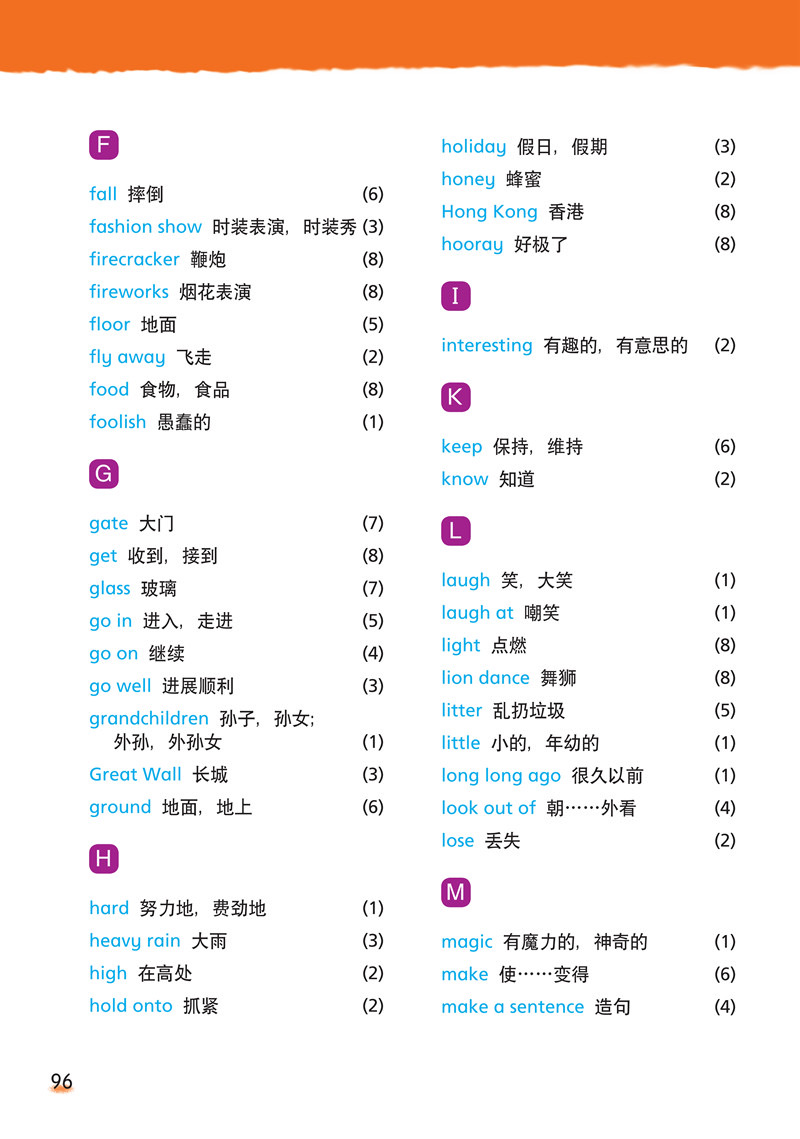 F
fall 摔倒 (6)
fashion show 时装表演，时装秀 (3)
firecracker 鞭炮 (8)
fireworks 烟花表演 (8)
floor 地面 (5)
fly away 飞走 (2)
food 食物，食品 (8)
foolish 愚蠢的 (1)
G
gate 大门 (7)
get 收到，接到 (8)
glass 玻璃 (7)
go in 进入，走进 (5)
go on 继续 (4)
go well 进展顺利 (3)
grandchildren 孙子，孙女；
外孙，外孙女 (1)
Great Wall 长城 (3)
ground 地面，地上 (6)
H
hard 努力地，费劲地 (1)
heavy rain 大雨 (3)
high 在高处 (2)
hold onto 抓紧 (2)
holiday 假日，假期 (3)
honey 蜂蜜 (2)
Hong Kong 香港 (8)
hooray 好极了 (8)
I
interesting 有趣的，有意思的 (2)
K
keep 保持，维持 (6)
know 知道 (2)
L
laugh 笑，大笑 (1)
laugh at 嘲笑 (1)
light 点燃 (8)
lion dance 舞狮 (8)
litter 乱扔垃圾 (5)
little 小的，年幼的 (1)
long long ago 很久以前 (1)
look out of 朝……外看 (4)
lose 丢失 (2)
M
magic 有魔力的，神奇的 (1)
make 使……变得 (6)
make a sentence 造句 (4)
96